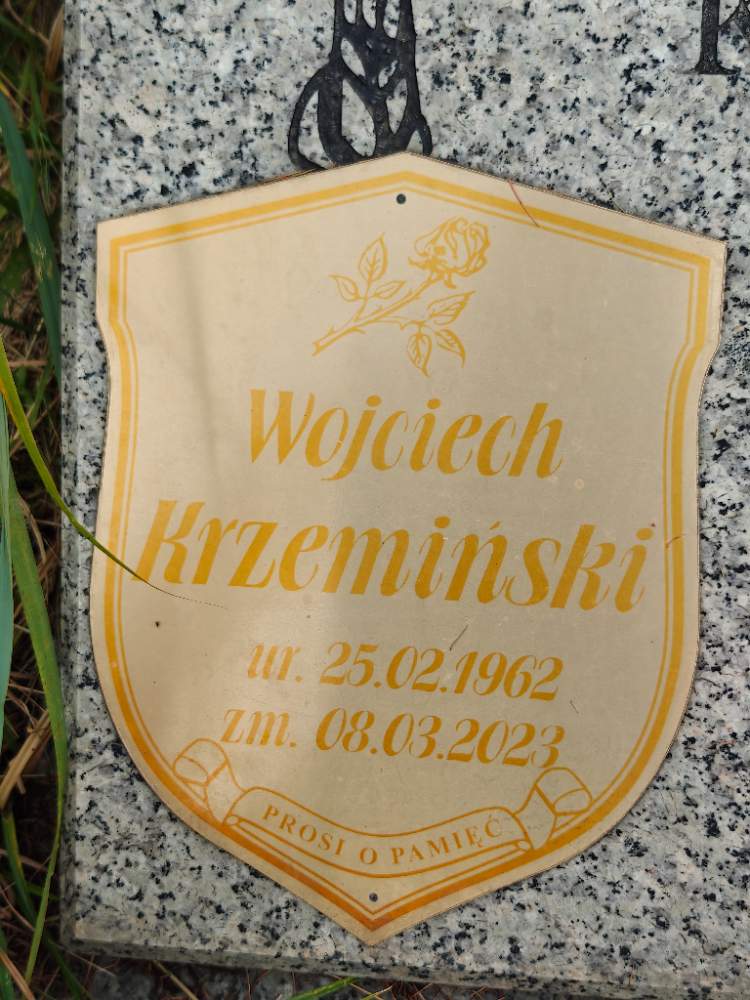 Wojciech
Krzemiński
ur. 25.02.1962
zm. 08.03.2023
PROSI O PAMIĘĆ